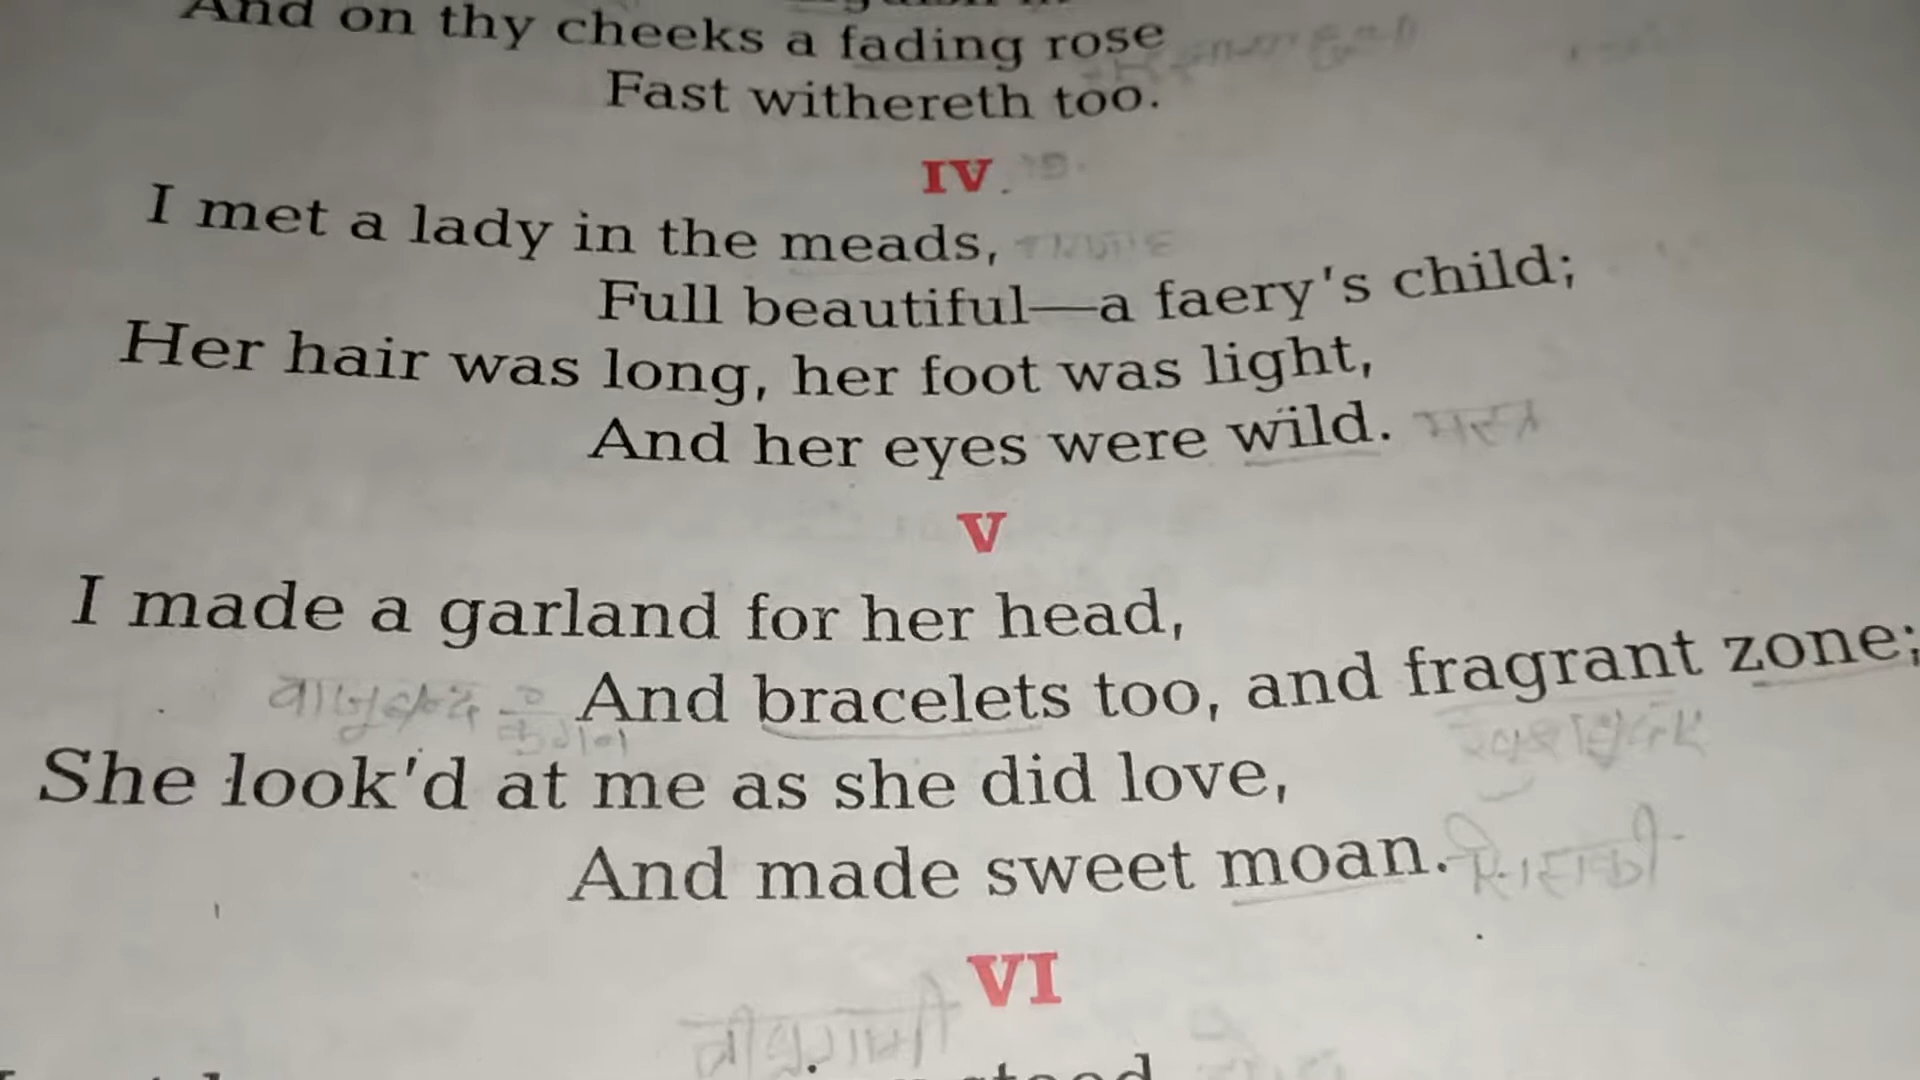 And on thy cheeks a fading rose
Fast withereth too.
IV
I met a lady in the meads,
Full beautiful—a faery's child;
Her hair was long, her foot was light,
And her eyes were wild. मस्त
V
I made a garland for her head,
And bracelets too, and fragrant zone;
She look'd at me as she did love,
And made sweet moan.
VI